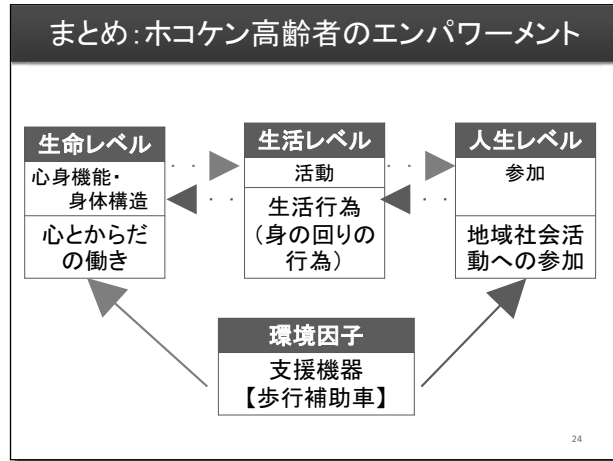 まとめ：ホコケン高齢者のエンパワーメント
生命レベル
心身機能・
身体構造
心とからだ
の働き
生活レベル
活動
生活行為
（身の回りの
行為）
人生レベル
参加
地域社会活
動への参加
環境因子
支援機器
【歩行補助車】
24